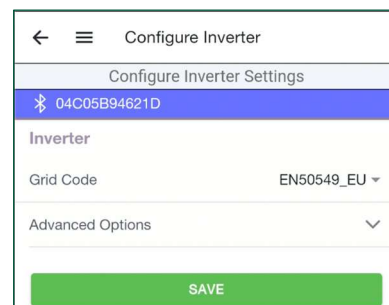 Configure Inverter
Configure Inverter Settings
04C05B94621D
Inverter
Grid Code EN50549_EU
Advanced Options
SAVE